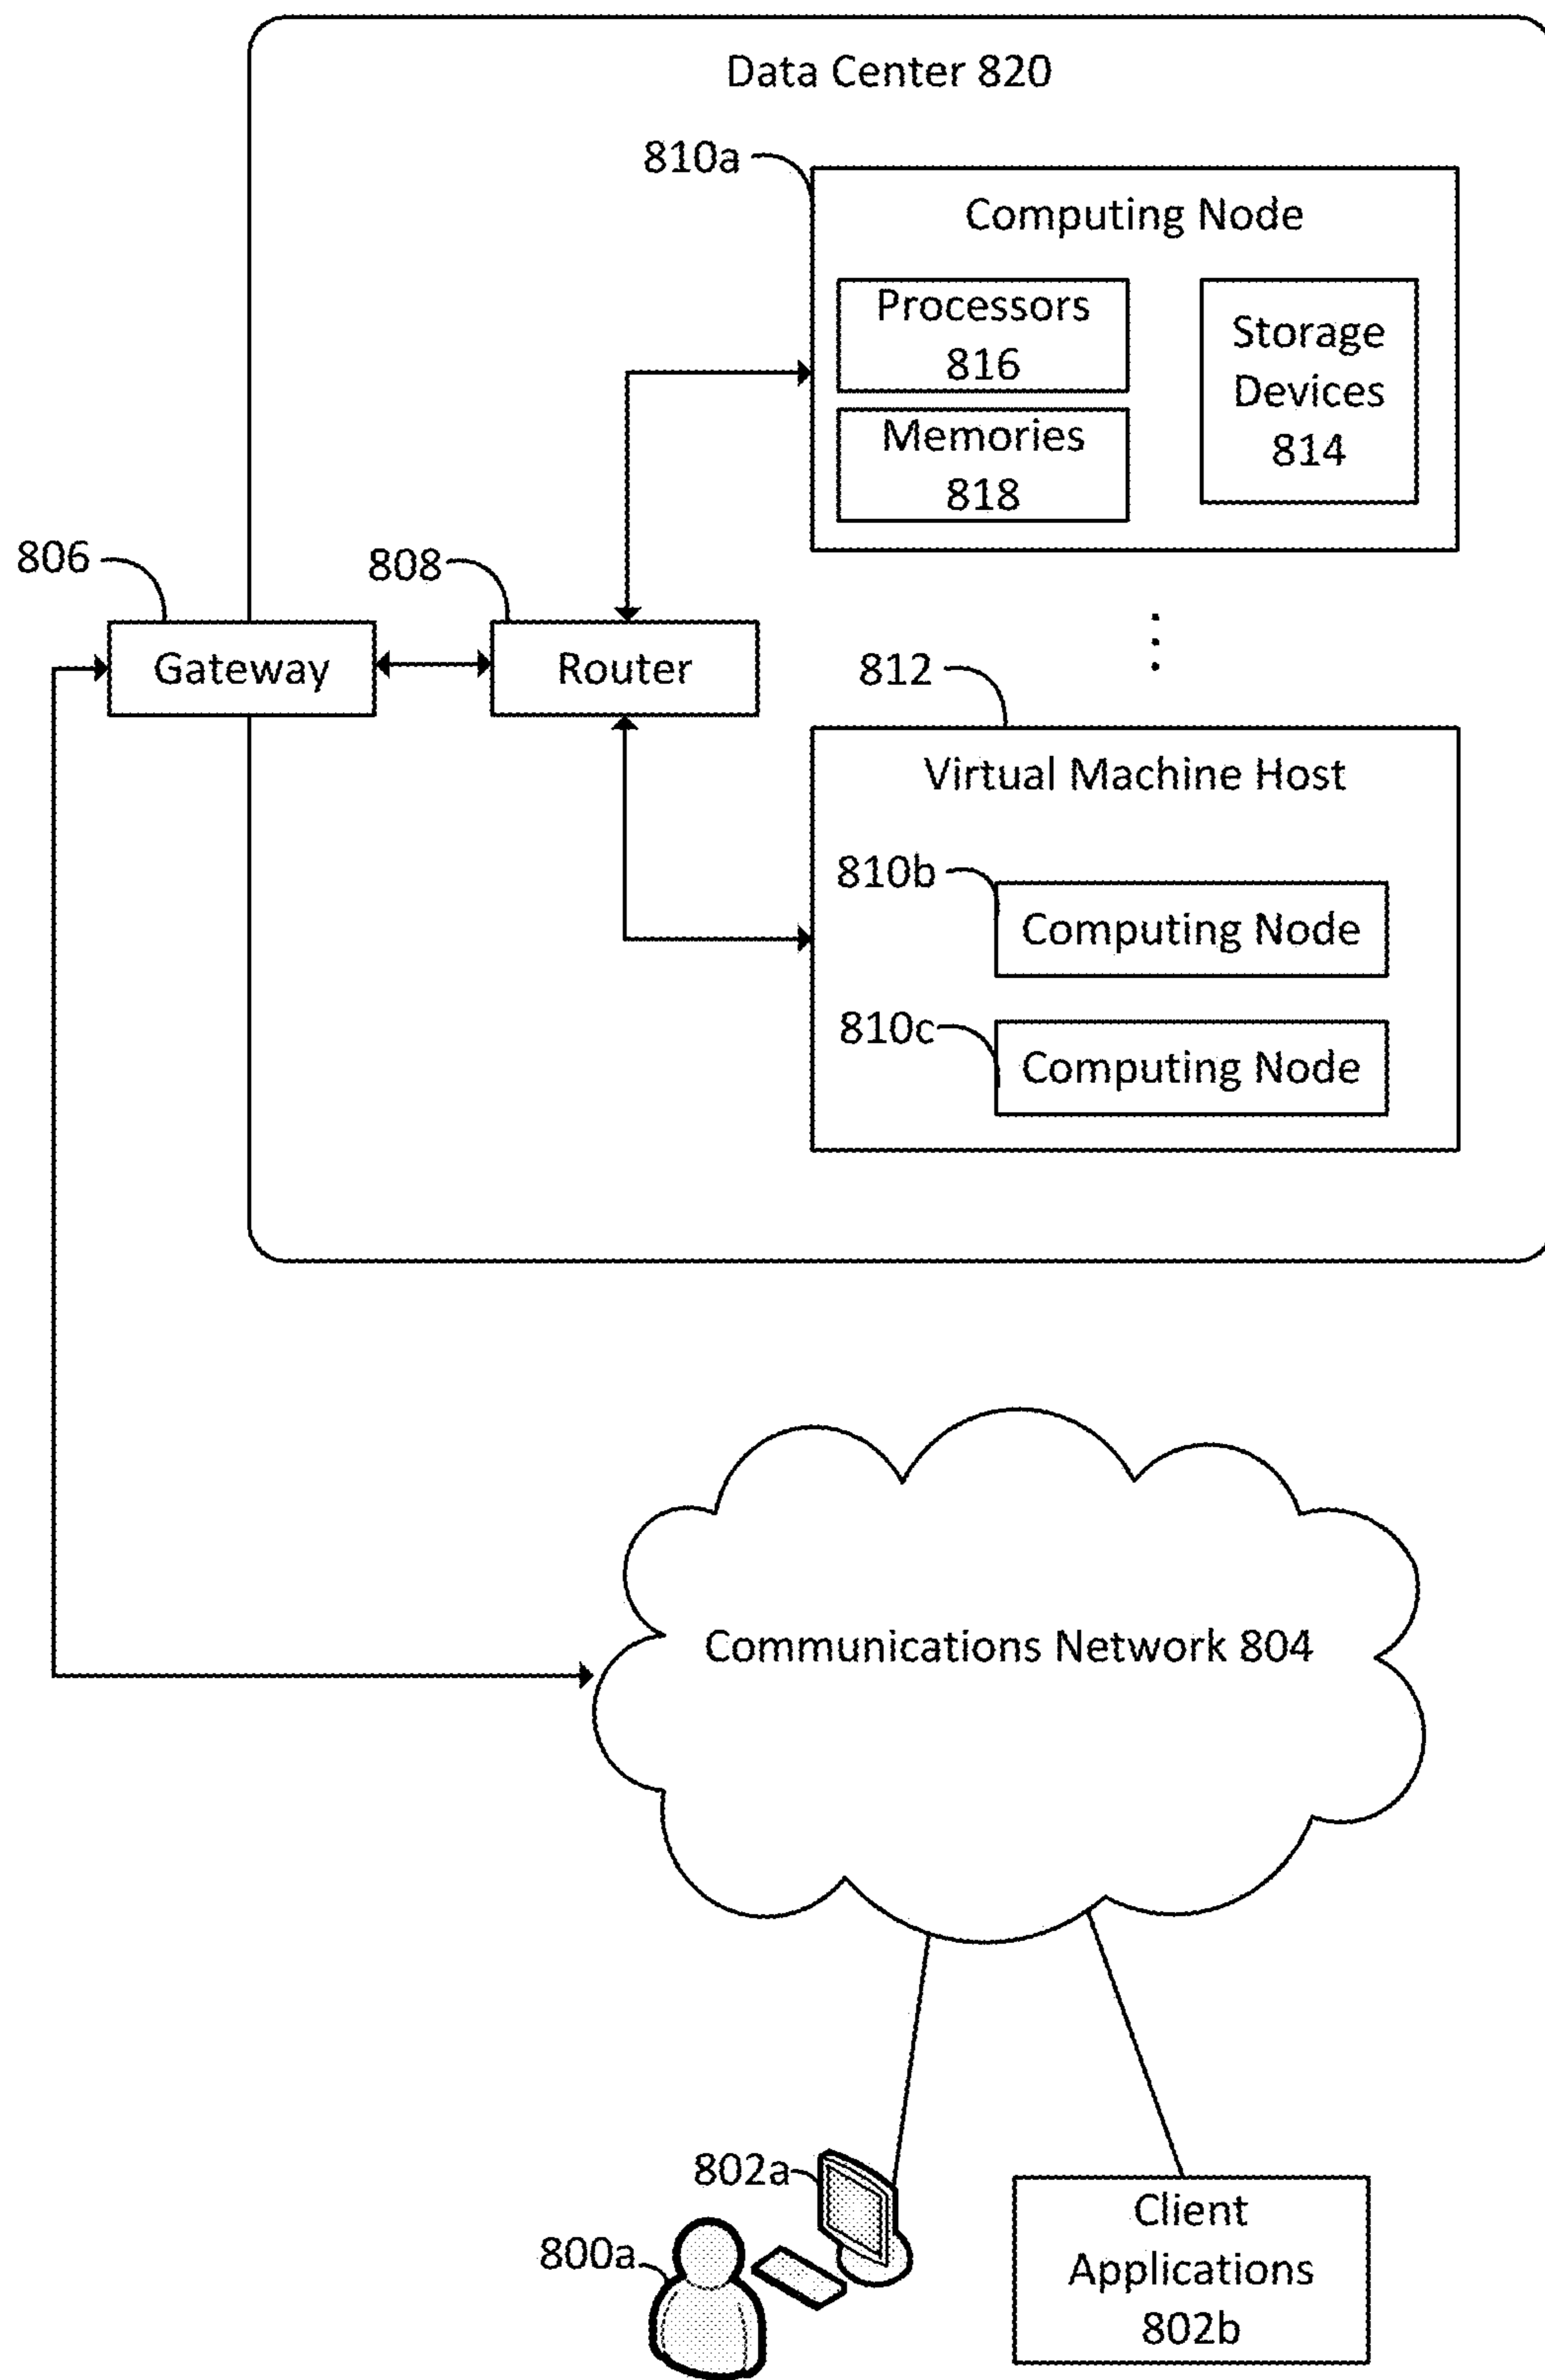 Data Center 820
810a
Computing Node
Processors
816
Storage
Devices
814
Memories
818
806
808
Gateway
Router
812
Virtual Machine Host
810b
Computing Node
810c
Computing Node
Communications Network 804
802a
800a
Client
Applications
802b